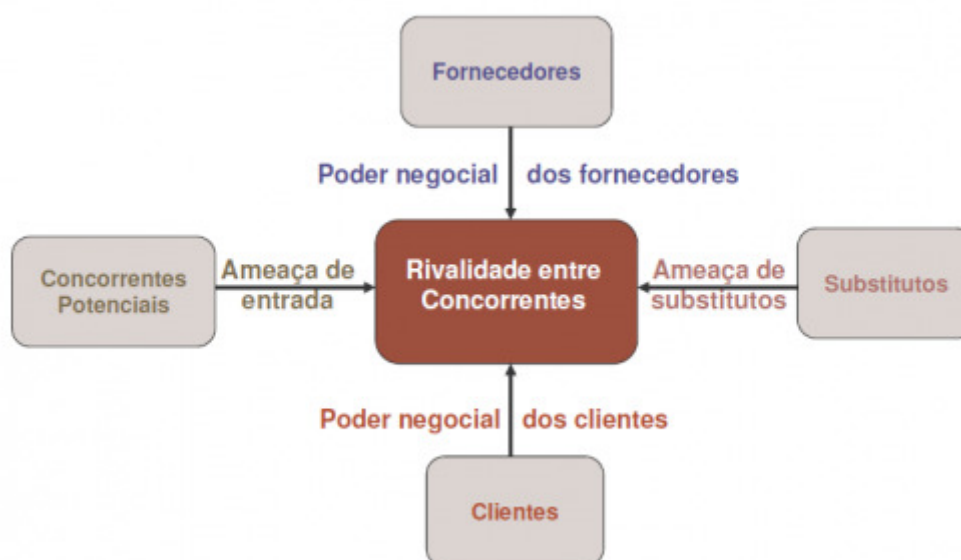 Fornecedores
Poder negocial dos fornecedores
Concorrentes
Potenciais
Ameaça de
entrada
Rivalidade entre
Concorrentes
Ameaça de
substitutos
Substitutos
Poder negocial dos clientes
Clientes